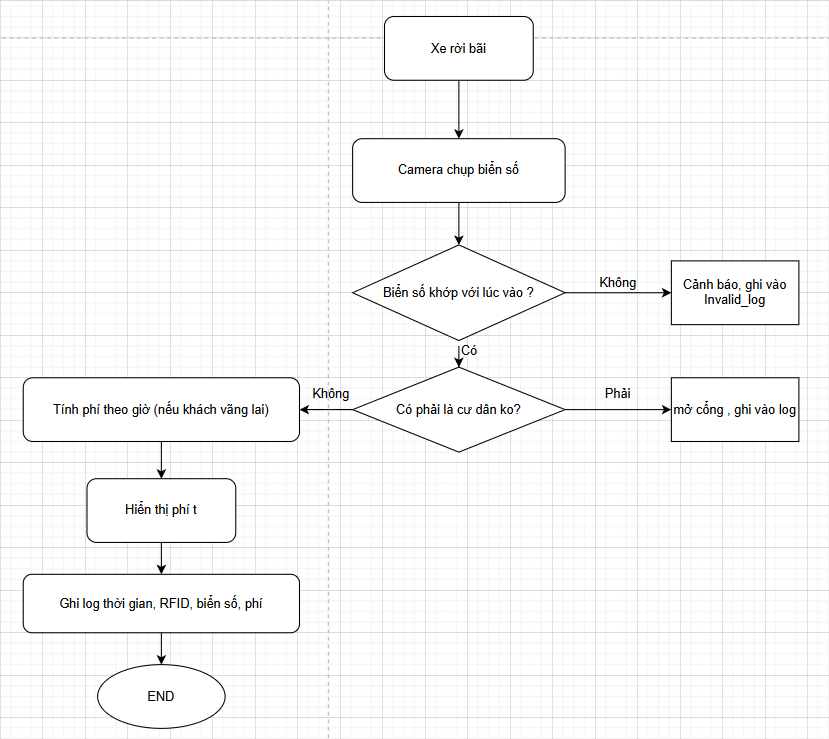 Xe rời bãi
Camera chụp biển số
Biển số khớp với lúc vào ?
Không
Cảnh báo, ghi vào
Invalid_log
Có
Có phải là cư dân ko?
Không
Phải
Tính phí theo giờ (nếu khách vãng lai)
mở cổng , ghi vào log
Hiển thị phí t
Ghi log thời gian, RFID, biển số, phí
END